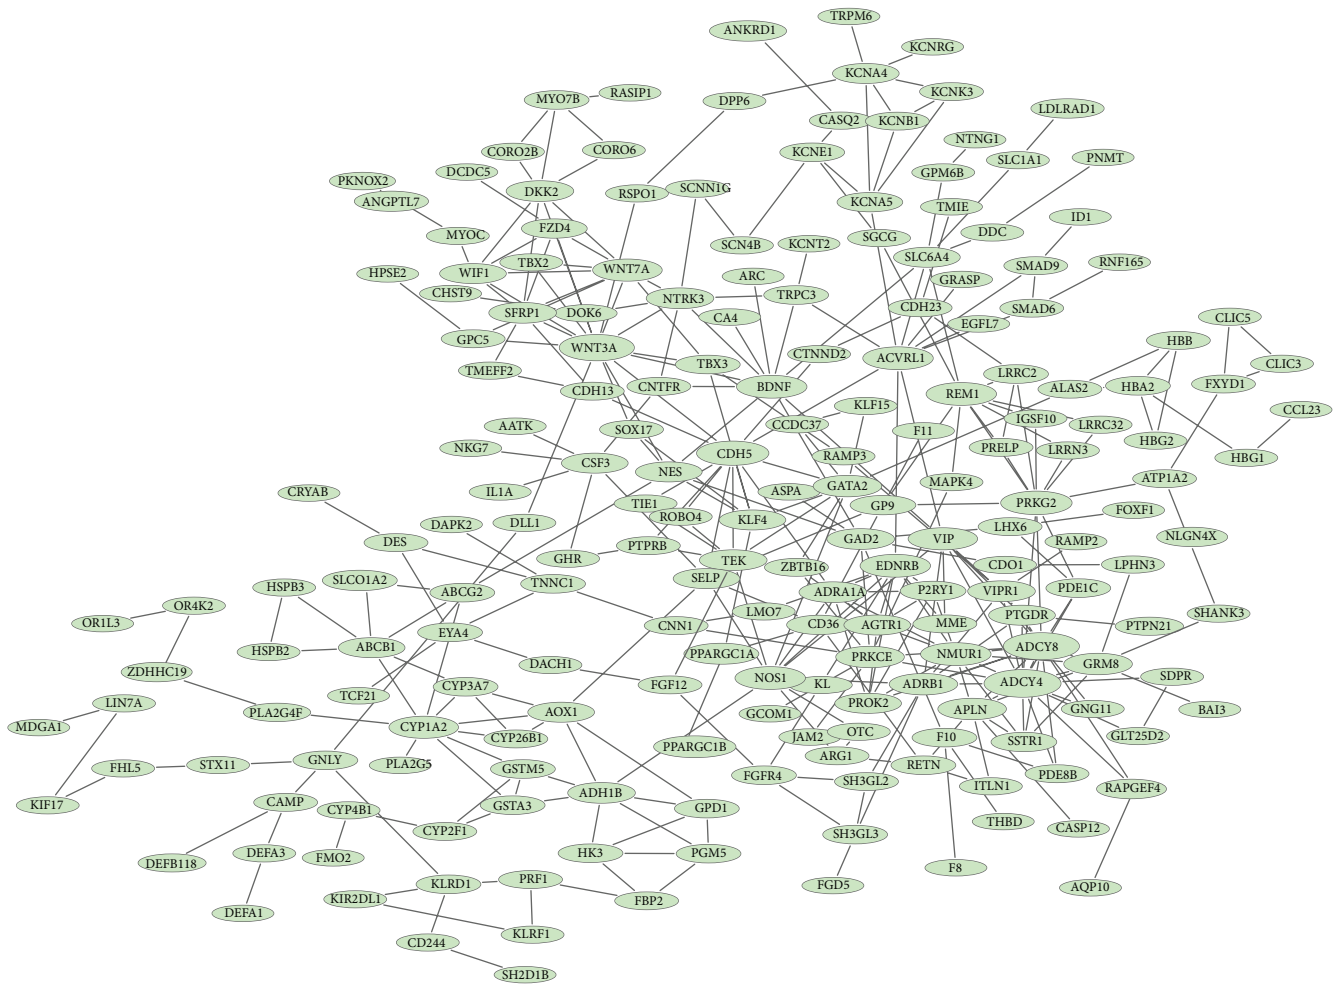 TRPM6
ANKRD1
KCNRG
KCNA4
MYO7B
RASIP1
DPP6
KCNK3
LDLRAD1
CASQ2
KCNB1
NTNG1
CORO2B
CORO6
KCNE1
SLC1A1
PNMT
DCDC5
GPM6B
PKNOX2
DKK2
RSPO1
SCNN1G
ANGPTL7
KCNA5
TMIE
ID1
MYOC
FZD4
SCN4B
KCNT2
SGCG
DDC
HPSE2
WIF1
TBX2
WNT7A
ARC
SLC6A4
SMAD9
RNF165
CHST9
NTRK3
TRPC3
GRASP
SFRP1
DOK6
CA4
CDH23
SMAD6
GPC5
EGFL7
CLIC5
WNT3A
CTNND2
ACVRL1
HBB
TMEFF2
TBX3
LRRC2
CLIC3
CDH13
CNTFR
BDNF
REM1
ALAS2
HBA2
FXYD1
AATK
SOX17
KLF15
IGSF10
CCL23
CCDC37
F11
LRRC32
NKG7
CDH5
RAMP3
PRELP
LRRN3
HBG2
HBG1
CSF3
NES
CRYAB
IL1A
ASPA
GATA2
MAPK4
ATP1A2
TIE1
GP9
PRKG2
DAPK2
DLL1
ROBO4
KLF4
LHX6
FOXF1
DES
PTPRB
GAD2
VIP
RAMP2
NLGN4X
GHR
TEK
ZBTB16
EDNRB
CDO1
LPHN3
HSPB3
SLCO1A2
ABCG2
TNNC1
SELP
ADRA1A
P2RY1
VIPR1
PDE1C
OR4K2
LMO7
PTGDR
SHANK3
OR1L3
EYA4
CNN1
CD36
AGTR1
MME
PTPN21
HSPB2
ABCB1
PPARGC1A
PRKCE
NMUR1
ADCY8
GRM8
ZDHHC19
DACH1
NOS1
KL
ADRB1
ADCY4
SDPR
TCF21
CYP3A7
FGF12
LIN7A
PLA2G4F
AOX1
GCOM1
PROK2
APLN
GNG11
BAI3
MDGA1
CYP1A2
CYP26B1
PPARGC1B
JAM2
OTC
F10
SSTR1
GLT25D2
FHL5
STX11
GNLY
PLA2G5
GSTM5
ARG1
RETN
PDE8B
FGFR4
SH3GL2
ITLN1
RAPGEF4
KIF17
CAMP
CYP4B1
GSTA3
ADH1B
GPD1
CYP2F1
SH3GL3
THBD
CASP12
DEFB118
DEFA3
FMO2
HK3
PGM5
F8
KLRD1
PRF1
FGD5
AQP10
KIR2DL1
FBP2
DEFA1
CD244
KLRF1
SH2D1B